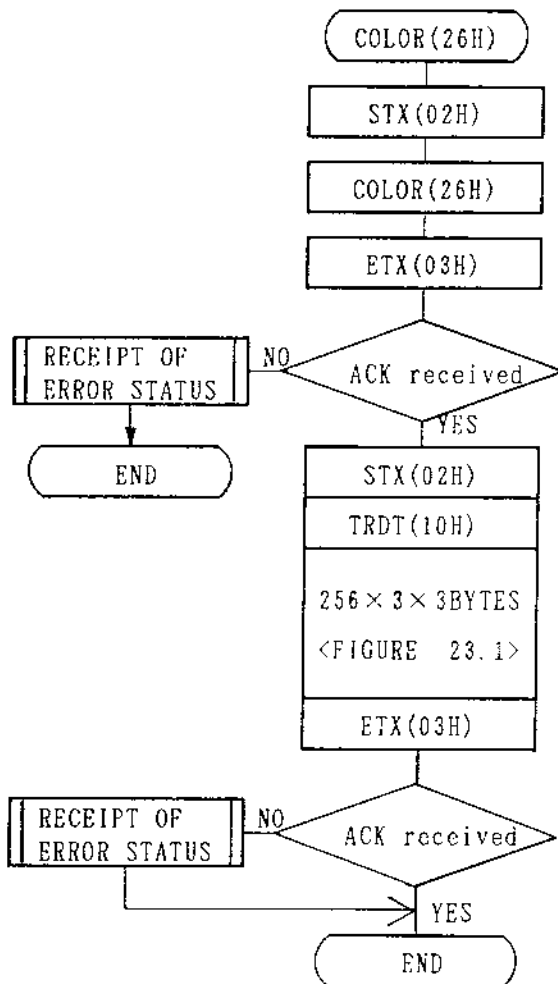 COLOR(26H)
STX(02H)
COLOR(26H)
ETX(03H)
RECEIPT OF
ERROR STATUS
NO
ACK received
YES
END
STX(02H)
TRDT(10H)
256×3×3BYTES
<FIGURE 23.1>
ETX(03H)
RECEIPT OF
ERROR STATUS
NO
ACK received
YES
END